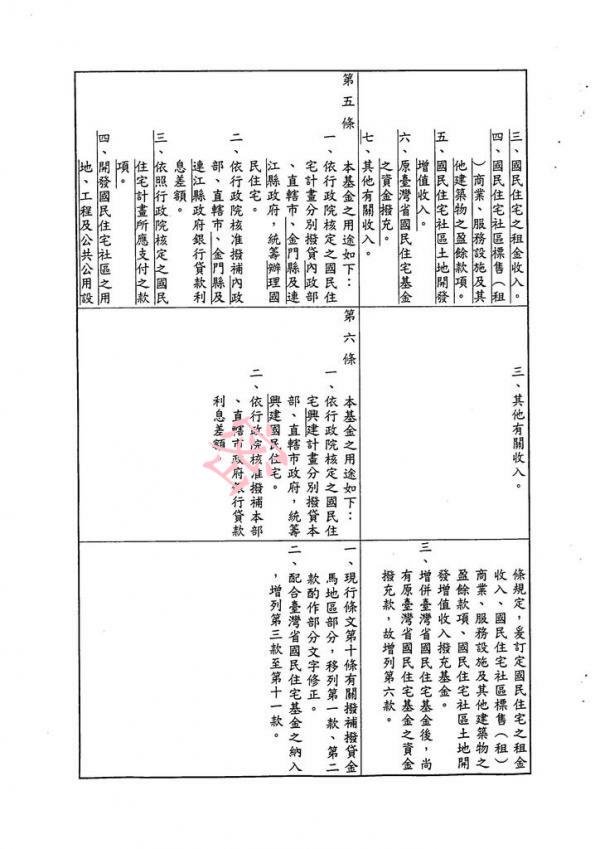 三、國民住宅之租金收入。
四、國民住宅社區標售（租
）商業、服務設施及其
他建築物之盈餘款項。
五、國民住宅社區土地開發
增值收入。
六、原臺灣省國民住宅基金
之資金撥充。
七、其他有關收入。
三、其他有關收入。
條規定，爰訂定國民住宅之租金
收入、國民住宅社區標售（租）
商業、服務設施及其他建築物之
盈餘款項、國民住宅社區土地開
發增值收入撥充基金。
三、增併臺灣省國民住宅基金後，尚
有原臺灣省國民住宅基金之資金
撥充款，故增列第六款。
第五條　本基金之用途如下：
一、依行政院核定之國民住
宅計畫分別撥貸內政部
、直轄市、金門縣及連
江縣政府，統籌辦理國
民住宅。
二、依行政院核准撥補內政
部、直轄市、金門縣及
連江縣政府銀行貸款利
息差額。
三、依照行政院核定之國民
住宅計畫所應支付之款
項。
四、開發國民住宅社區之用
地、工程及公共公用設
第六條　本基金之用途如下：
一、依行政院核定之國民住
宅興建計畫分別撥貸本
部、直轄市政府，統籌
興建國民住宅。
二、依行政院核准撥補本部
、直轄市政府銀行貸款
利息差額
一、現行條文第十條有關撥補撥貸金
馬地區部分，移列第一款、第二
款酌作部分文字修正。
二、配合臺灣省國民住宅基金之納入
，增列第三款至第十一款。